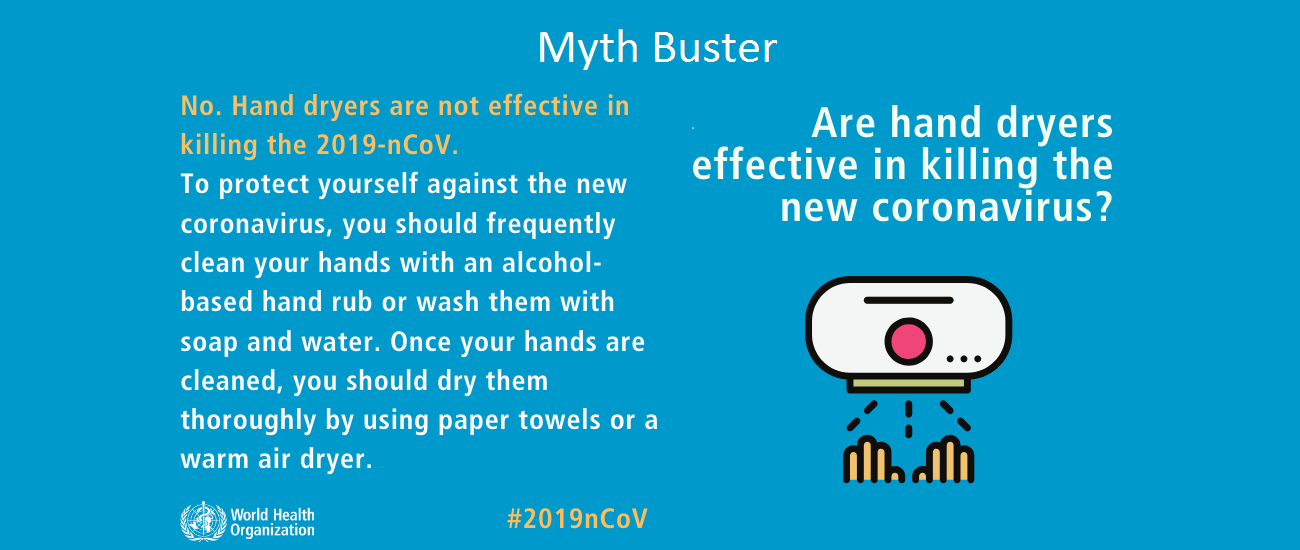 Myth Buster
No. Hand dryers are not effective in
killing the 2019-nCoV.
To protect yourself against the new
coronavirus, you should frequently
clean your hands with an alcohol-
based hand rub or wash them with
soap and water. Once your hands are
cleaned, you should dry them
thoroughly by using paper towels or a
warm air dryer.
Are hand dryers
effective in killing the
new coronavirus?
World Health
Organization
#2019nCoV